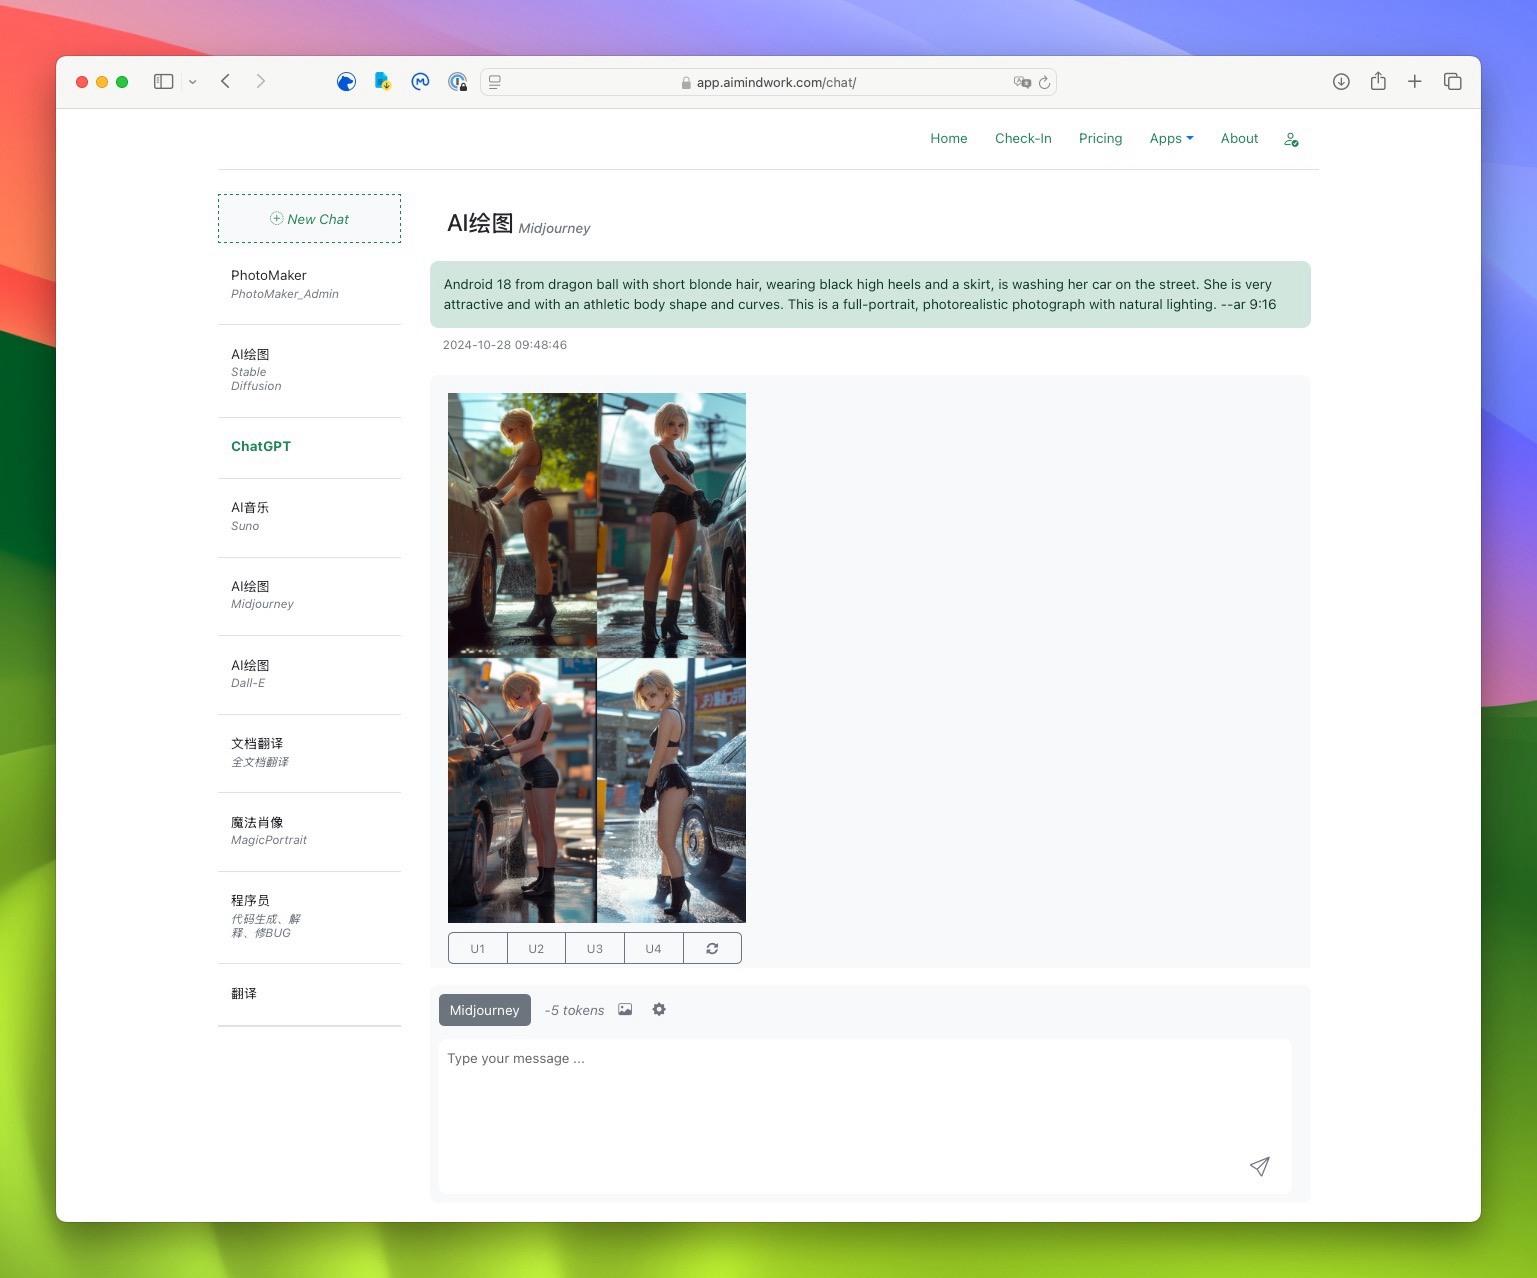 app.aimindwork.com/chat/
Home
Check-In
Pricing
Apps
About
New Chat
PhotoMaker
PhotoMaker_Admin
AI绘图
Stable
Diffusion
ChatGPT
AI音乐
Suno
AI绘图
Midjourney
AI绘图
Dall-E
文档翻译
全文档翻译
魔法肖像
MagicPortrait
程序员
代码生成、解
释、修BUG
翻译
AI绘图 Midjourney
Android 18 from dragon ball with short blonde hair, wearing black high heels and a skirt, is washing her car on the street. She is very
attractive and with an athletic body shape and curves. This is a full-portrait, photorealistic photograph with natural lighting. --ar 9:16
2024-10-28 09:48:46
U1
U2
U3
U4
Midjourney
-5 tokens
Type your message ...